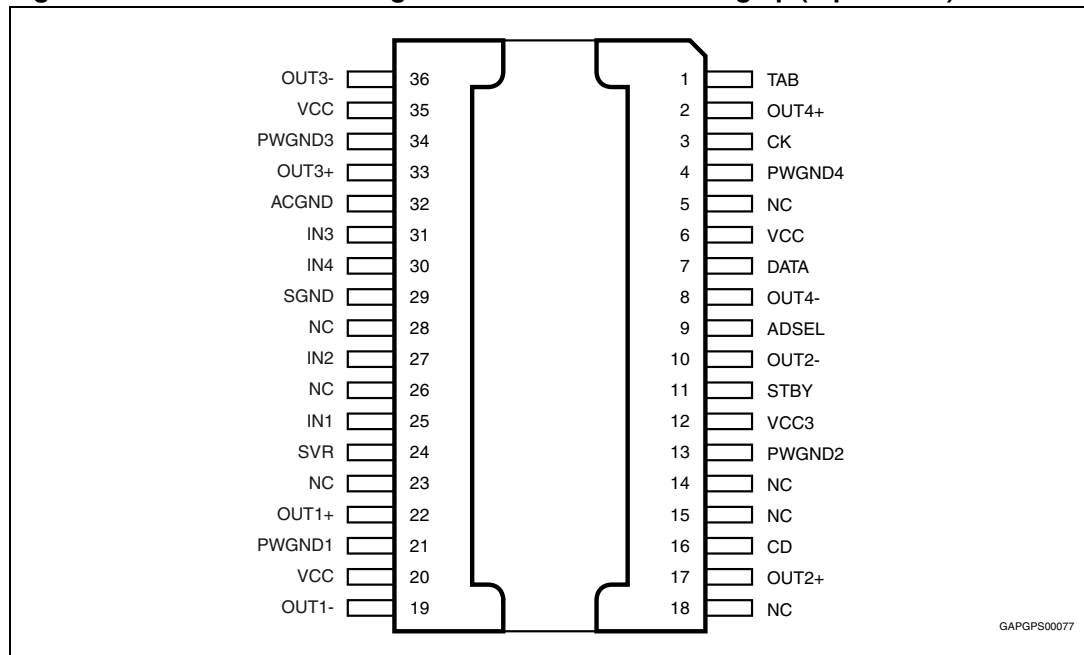 OUT3- 36 1 TAB
VCC 35 2 OUT4+
PWGND3 34 3 CK
OUT3+ 33 4 PWGND4
ACGND 32 5 NC
IN3 31 6 VCC
IN4 30 7 DATA
SGND 29 8 OUT4-
NC 28 9 ADSEL
IN2 27 10 OUT2-
NC 26 11 STBY
IN1 25 12 VCC3
SVR 24 13 PWGND2
NC 23 14 NC
OUT1+ 22 15 NC
PWGND1 21 16 CD
VCC 20 17 OUT2+
OUT1- 19 18 NC
GAPGPS00077